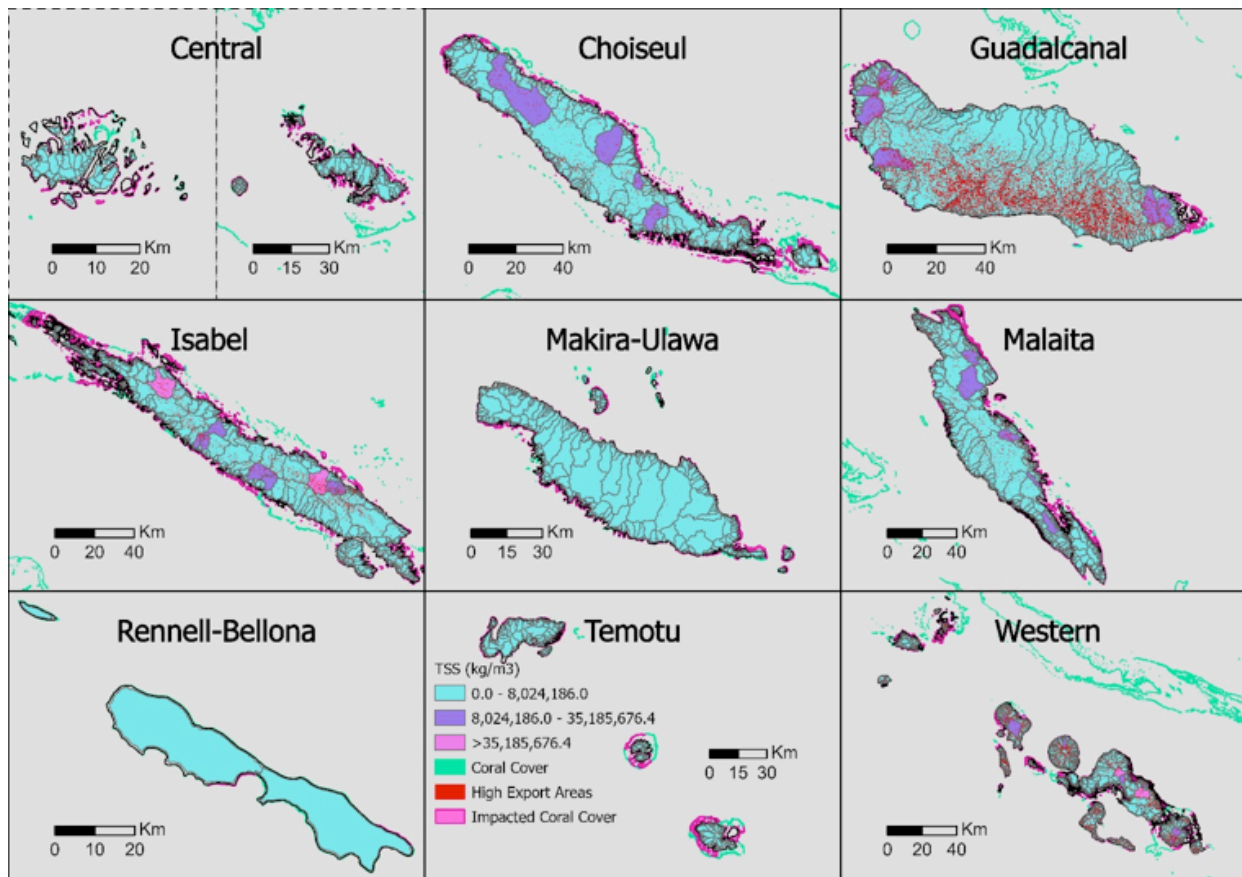 Central
Km
0 10 20
Km
0 -15 30
Choiseul
km
0 20 40
Guadalcanal
Km
0 20 40
Isabel
Km
0 20 40
Makira-Ulawa
Km
0 15 30
Malaita
Km
0 20 40
Rennell-Bellona
Km
0 10 20
Temotu
TSS (kg/m3)
0.0 - 8,024,186.0
8,024,186.0 - 35,185,676.4
>35,185,676.4
Coral Cover
High Export Areas
Impacted Coral Cover
Km
0 15 30
Western
Km
0 20 40